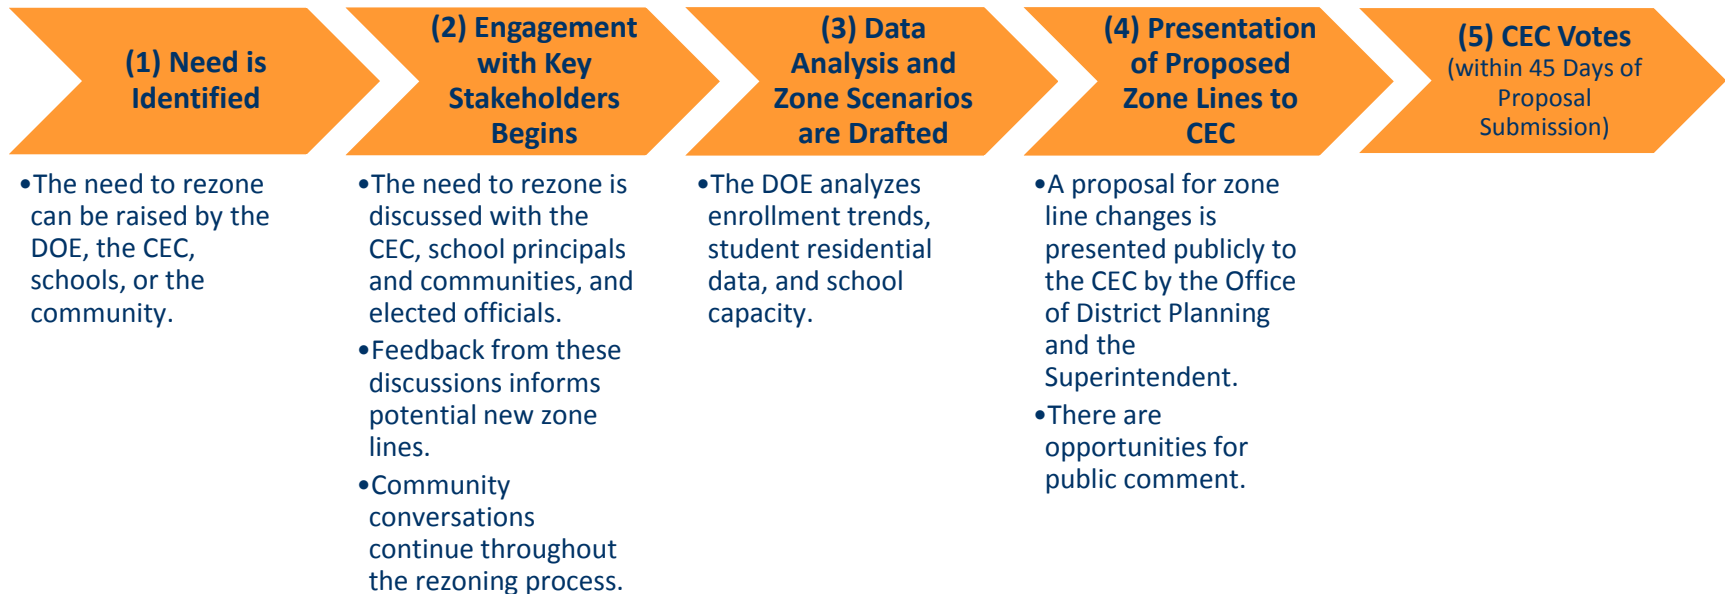 (1) Need is
Identified
•The need to rezone
can be raised by the
DOE, the CEC,
schools, or the
community.
(2) Engagement
with Key
Stakeholders
Begins
•The need to rezone is
discussed with the
CEC, school principals
and communities, and
elected officials.
•Feedback from these
discussions informs
potential new zone
lines.
•Community
conversations
continue throughout
the rezoning process.
(3) Data
Analysis and
Zone Scenarios
are Drafted
•The DOE analyzes
enrollment trends,
student residential
data, and school
capacity.
(4) Presentation
of Proposed
Zone Lines to
CEC
•A proposal for zone
line changes is
presented publicly to
the CEC by the Office
of District Planning
and the
Superintendent.
•There are
opportunities for
public comment.
(5) CEC Votes
(within 45 Days of
Proposal
Submission)